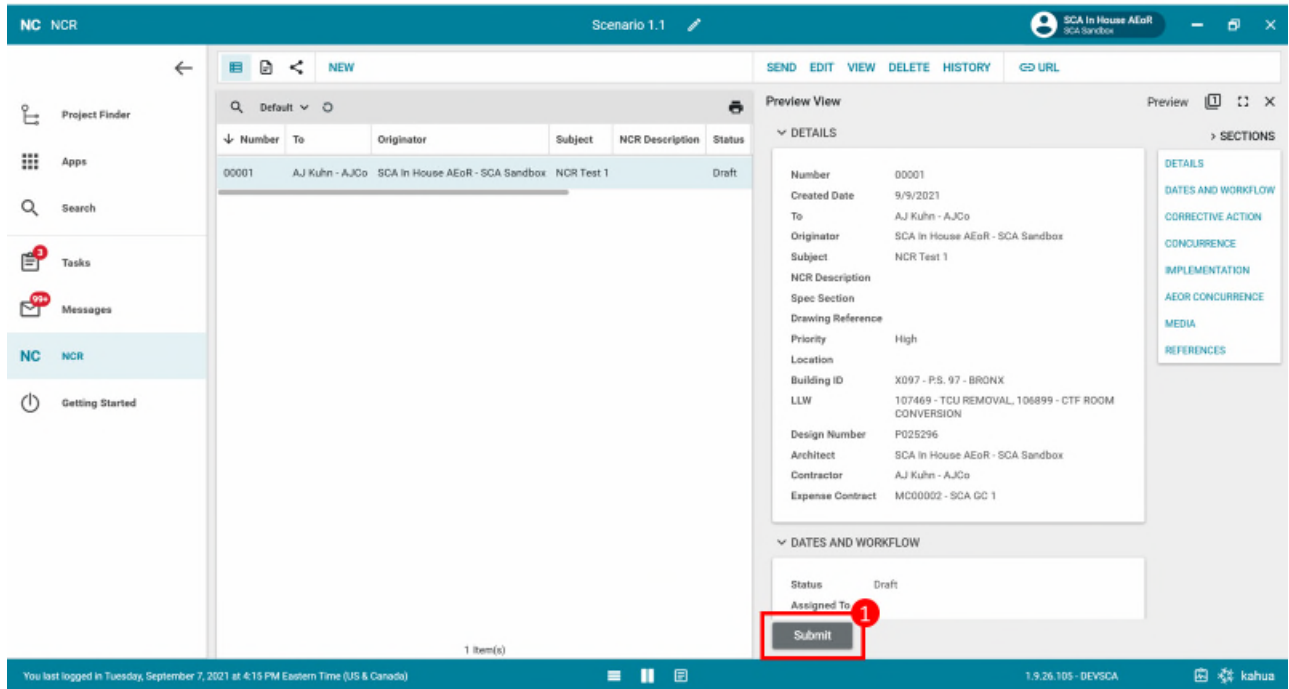 NC NCR
Scenario 1.1
SCA In House AEoR
SCA Sandbox
NEW
SEND EDIT VIEW DELETE HISTORY URL
Project Finder
Apps
Search
3
Tasks
99+
Messages
NC NCR
Getting Started
Default
Number To Originator Subject NCR Description Status
00001 AJ Kuhn - AJCo SCA In House AEoR - SCA Sandbox NCR Test 1 Draft
1 Item(s)
Preview View
Preview 1
SECTIONS
DETAILS
DATES AND WORKFLOW
CORRECTIVE ACTION
CONCURRENCE
IMPLEMENTATION
AEOR CONCURRENCE
MEDIA
REFERENCES
DETAILS
Number 00001
Created Date 9/9/2021
To AJ Kuhn - AJCo
Originator SCA In House AEoR - SCA Sandbox
Subject NCR Test 1
NCR Description
Spec Section
Drawing Reference
Priority High
Location
Building ID X097 - P.S. 97 - BRONX
LLW 107469 - TCU REMOVAL, 106899 - CTF ROOM
CONVERSION
Design Number P025296
Architect SCA In House AEoR - SCA Sandbox
Contractor AJ Kuhn - AJCo
Expense Contract MC00002 - SCA GC 1
DATES AND WORKFLOW
Status Draft
Assigned To
1
Submit
You last logged in Tuesday, September 7, 2021 at 4:15 PM Eastern Time (US & Canada)
1.9.26.105 - DEVSCA
kahua